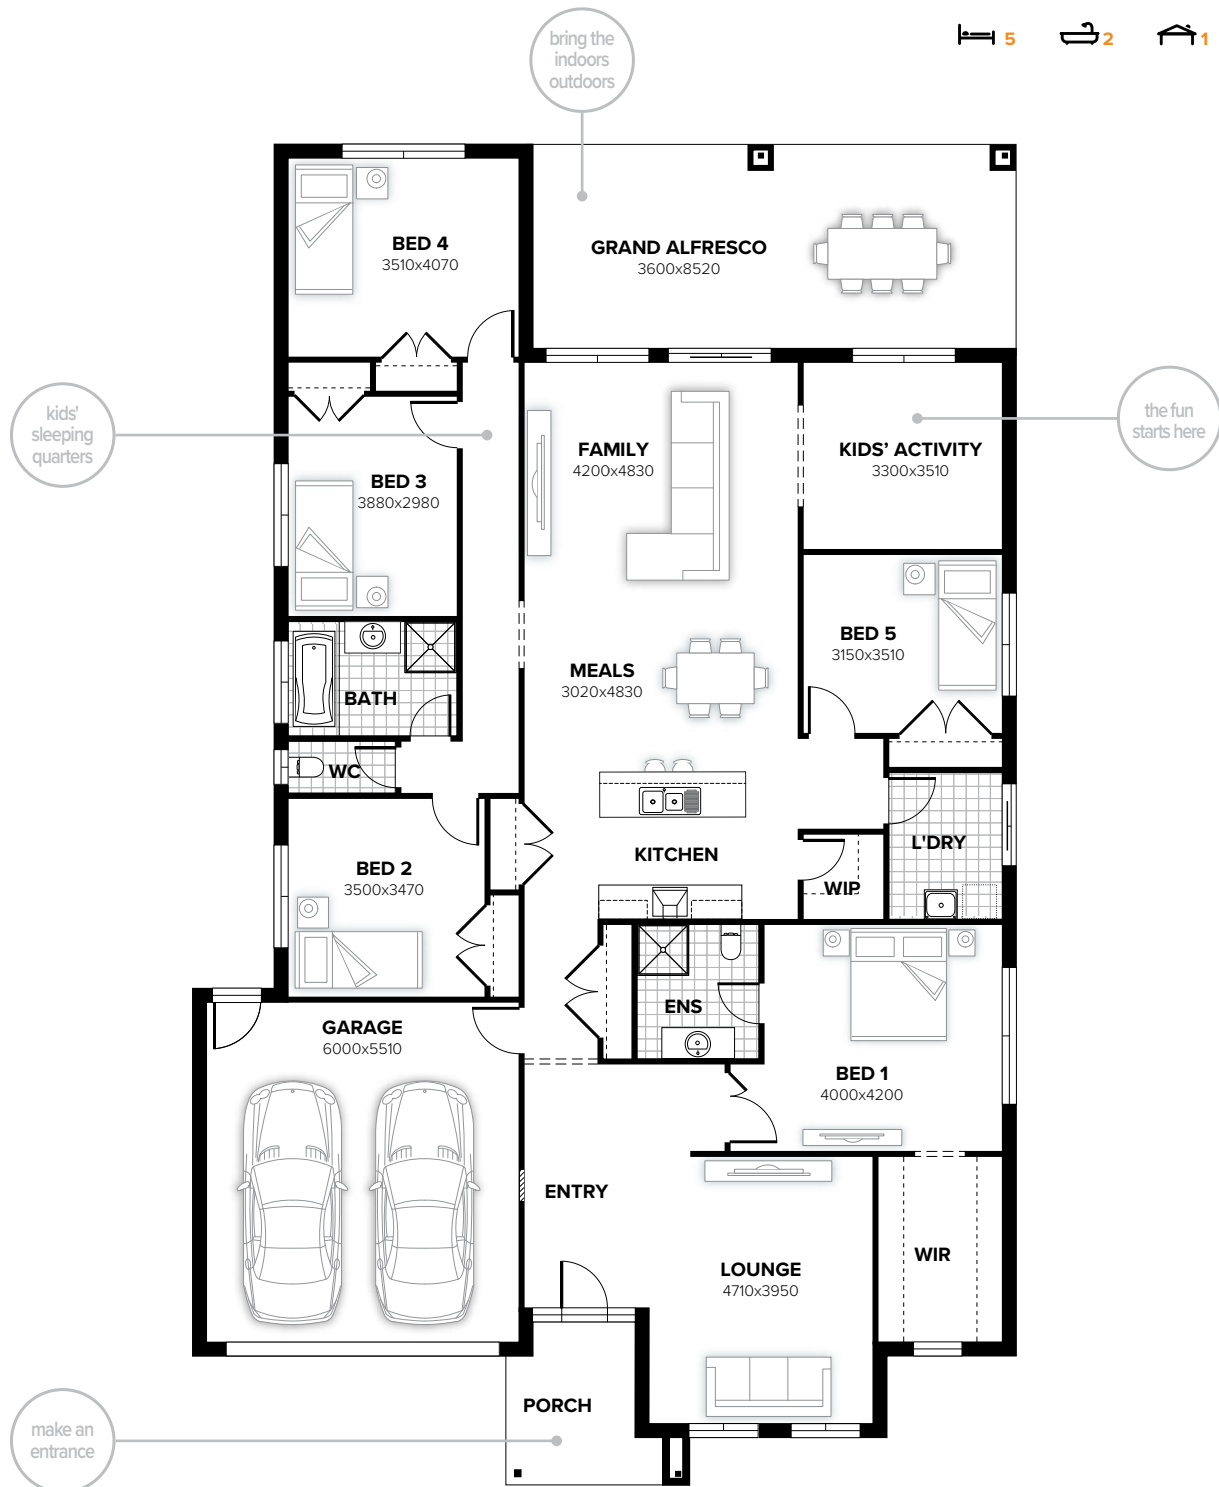 5 2 1
bring the
indoors
outdoors
BED 4
3510x4070
GRAND ALFRESCO
3600x8520
kids'
sleeping
quarters
the fun
starts here
FAMILY
4200x4830
KIDS’ ACTIVITY
3300x3510
BED 3
3880x2980
BED 5
3150x3510
MEALS
3020x4830
BATH
WC
L'DRY
KITCHEN
BED 2
3500x3470
WIP
ENS
GARAGE
6000x5510
BED 1
4000x4200
ENTRY
WIR
LOUNGE
4710x3950
PORCH
make an
entrance